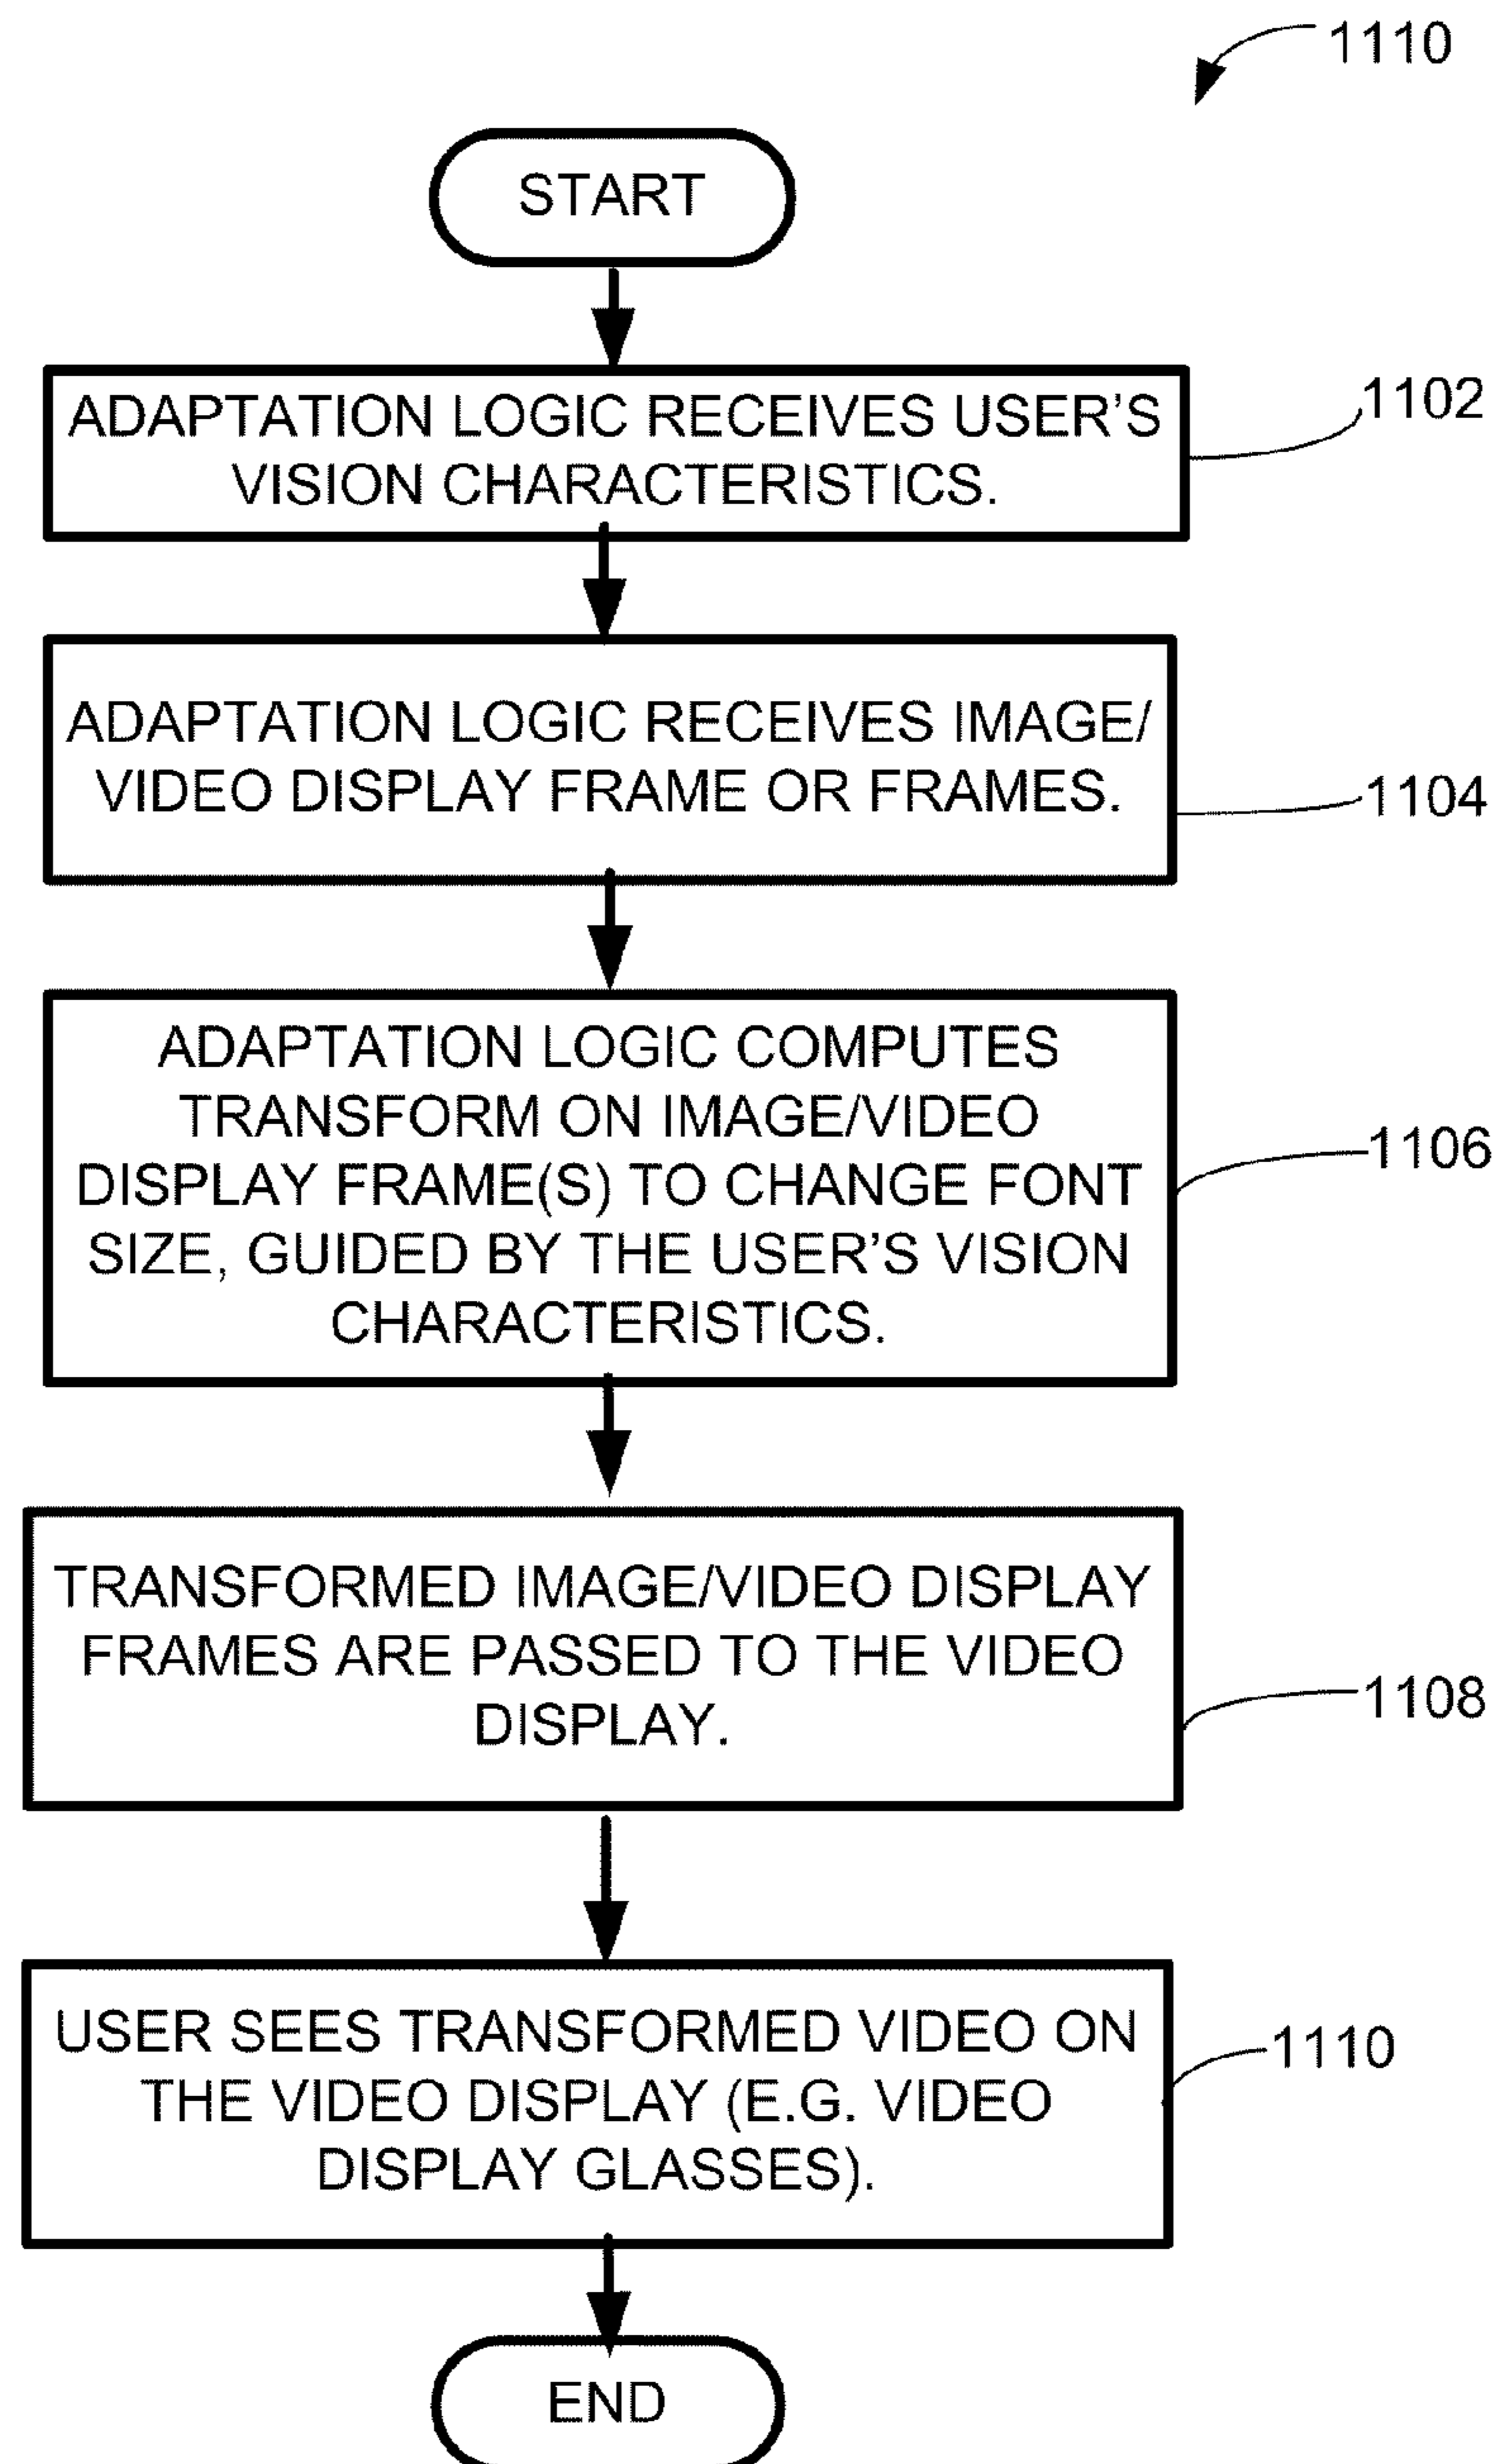 1110
START
ADAPTATION LOGIC RECEIVES USER’S
VISION CHARACTERISTICS.
1102
ADAPTATION LOGIC RECEIVES IMAGE/
VIDEO DISPLAY FRAME OR FRAMES.
1104
ADAPTATION LOGIC COMPUTES
TRANSFORM ON IMAGE/VIDEO
DISPLAY FRAME(S) TO CHANGE FONT
SIZE, GUIDED BY THE USER’S VISION
CHARACTERISTICS.
1106
TRANSFORMED IMAGE/VIDEO DISPLAY
FRAMES ARE PASSED TO THE VIDEO
DISPLAY.
1108
USER SEES TRANSFORMED VIDEO ON
THE VIDEO DISPLAY (E.G. VIDEO
DISPLAY GLASSES).
1110
END